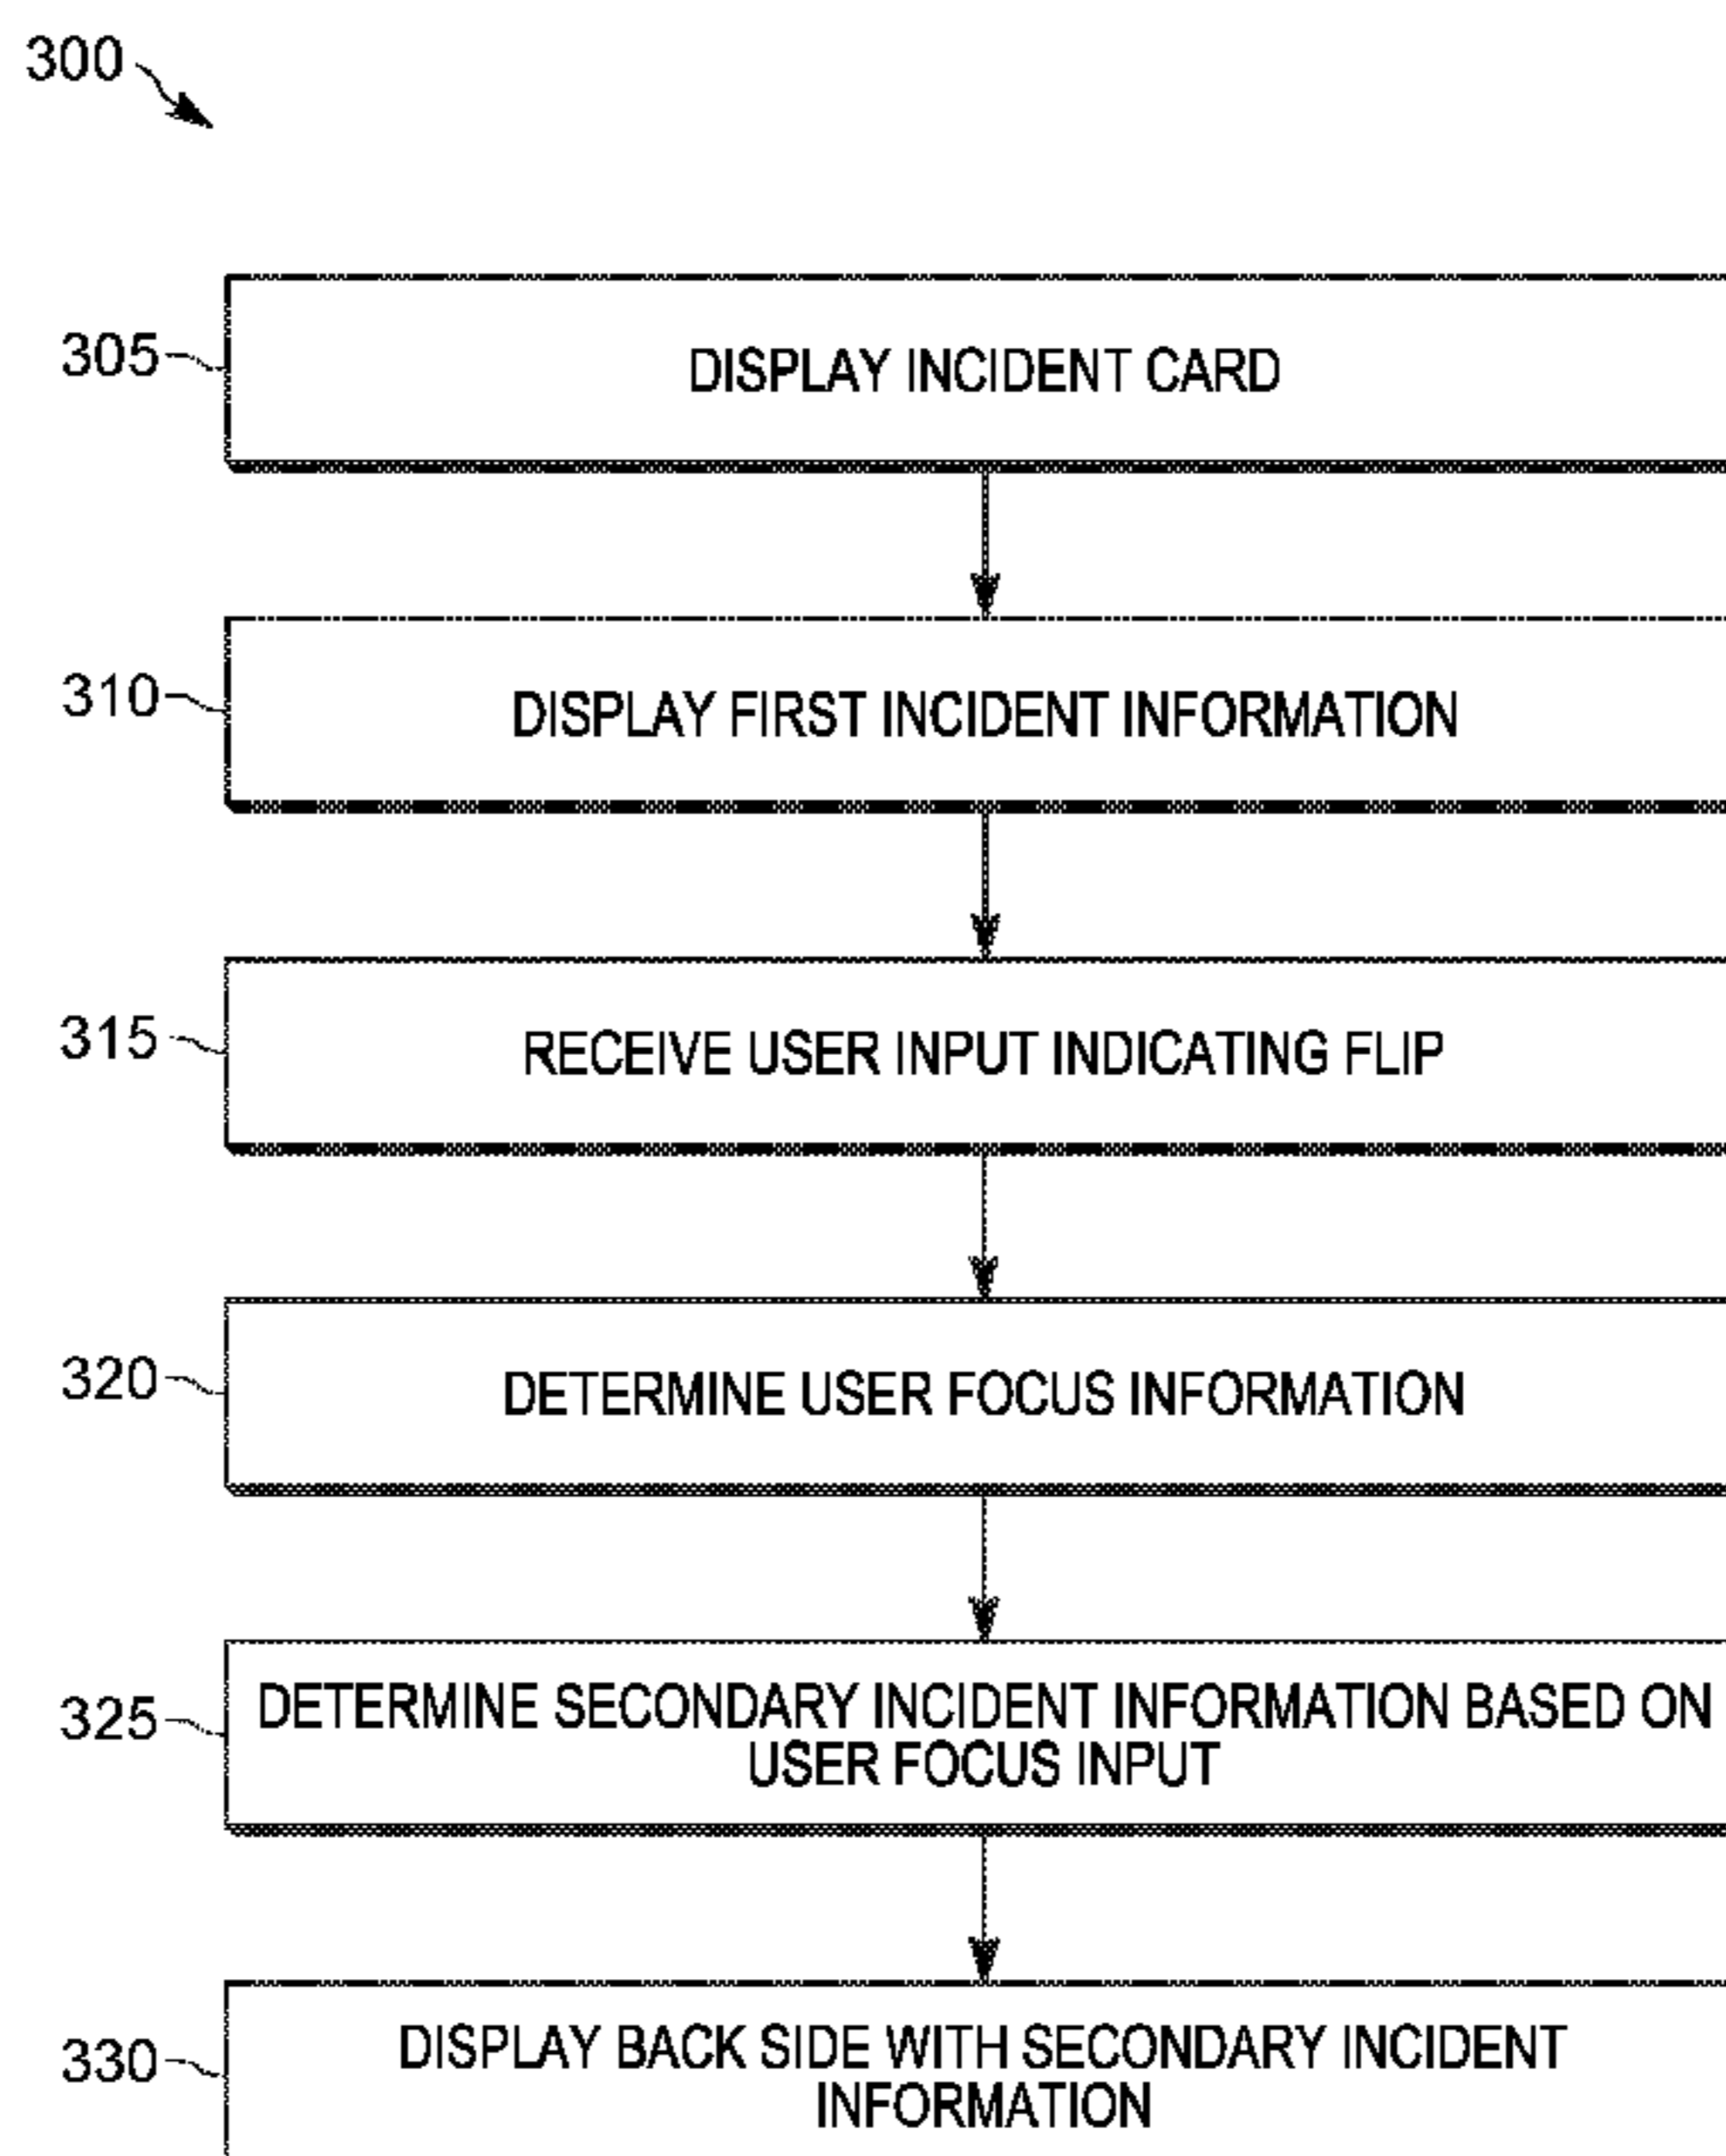 300
305
DISPLAY INCIDENT CARD
310
DISPLAY FIRST INCIDENT INFORMATION
315
RECEIVE USER INPUT INDICATING FLIP
320
DETERMINE USER FOCUS INFORMATION
325
DETERMINE SECONDARY INCIDENT INFORMATION BASED ON
USER FOCUS INPUT
330
DISPLAY BACK SIDE WITH SECONDARY INCIDENT
INFORMATION